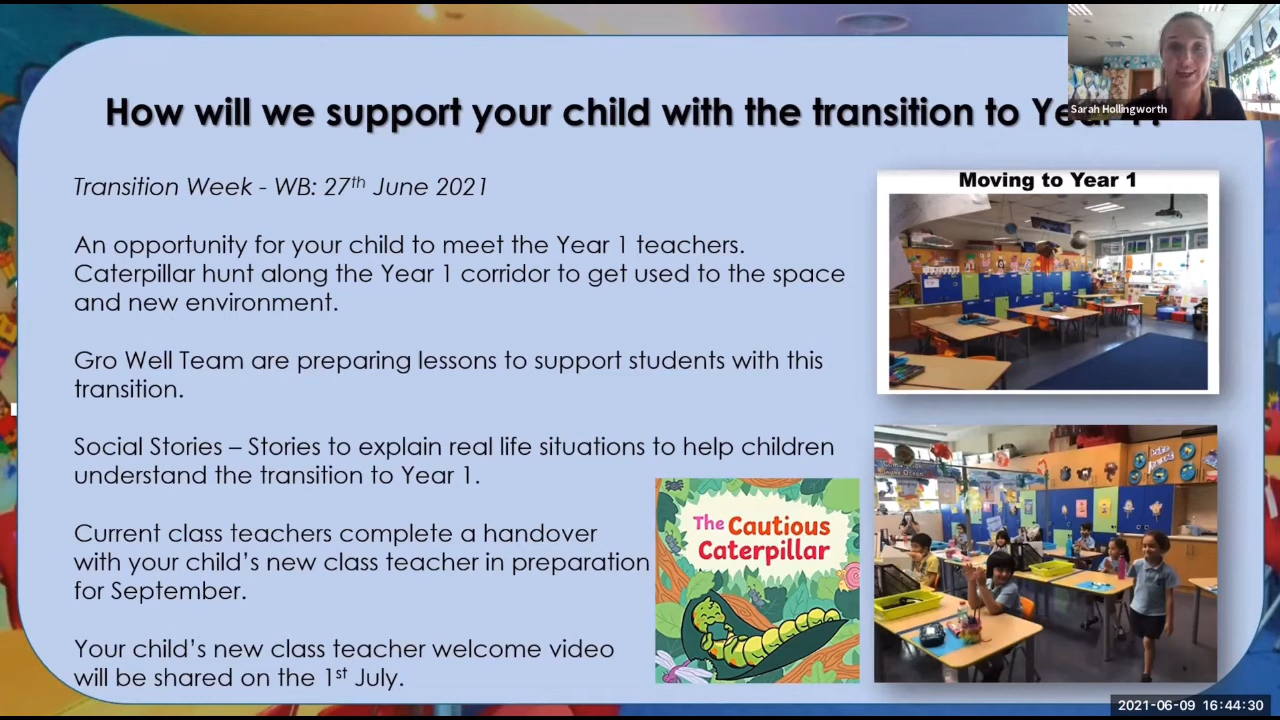 How will we support your child with the transition to Year 1?
Sarah Hollingworth
Transition Week - WB: 27th June 2021
An opportunity for your child to meet the Year 1 teachers.
Caterpillar hunt along the Year 1 corridor to get used to the space
and new environment.
Gro Well Team are preparing lessons to support students with this
transition.
Social Stories – Stories to explain real life situations to help children
understand the transition to Year 1.
Current class teachers complete a handover
with your child's new class teacher in preparation
for September.
Your child's new class teacher welcome video
will be shared on the 1st July.
Moving to Year 1
The Cautious
Caterpillar
2021-06-09 16:44:30